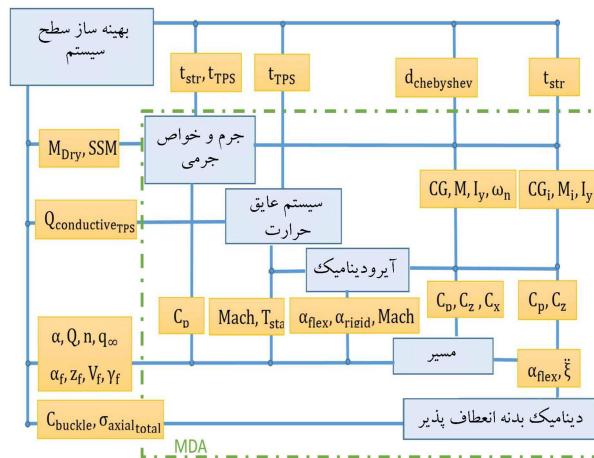 بهینه ساز سطح
سیستم
t_str, t_TPS
t_TPS
d_chebyshev
t_str
جرم و خواص
جرمی
M_Dry, SSM
CG, M, I_y, ω_n
CG_i, M_i, I_y
سیستم عایق
حرارت
Q_conductive_TPS
آیرودینامیک
C_D
Mach, T_sta
α_flex, α_rigid, Mach
C_D, C_z, C_x
C_p, C_z
α, Q, n, q_∞
α_f, z_f, V_f, γ_f
مسیر
α_flex, ξ̈
C_buckle, σ_axial_total
دینامیک بدنه انعطاف پذیر
MDA